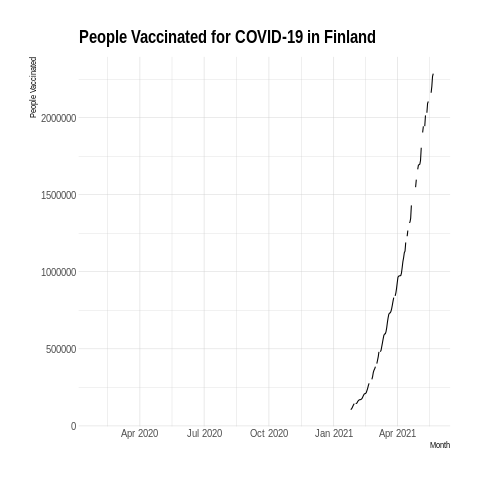 People Vaccinated for COVID-19 in Finland
People Vaccinated
2000000
1500000
1000000
500000
0
Apr 2020 Jul 2020 Oct 2020 Jan 2021 Apr 2021
Month